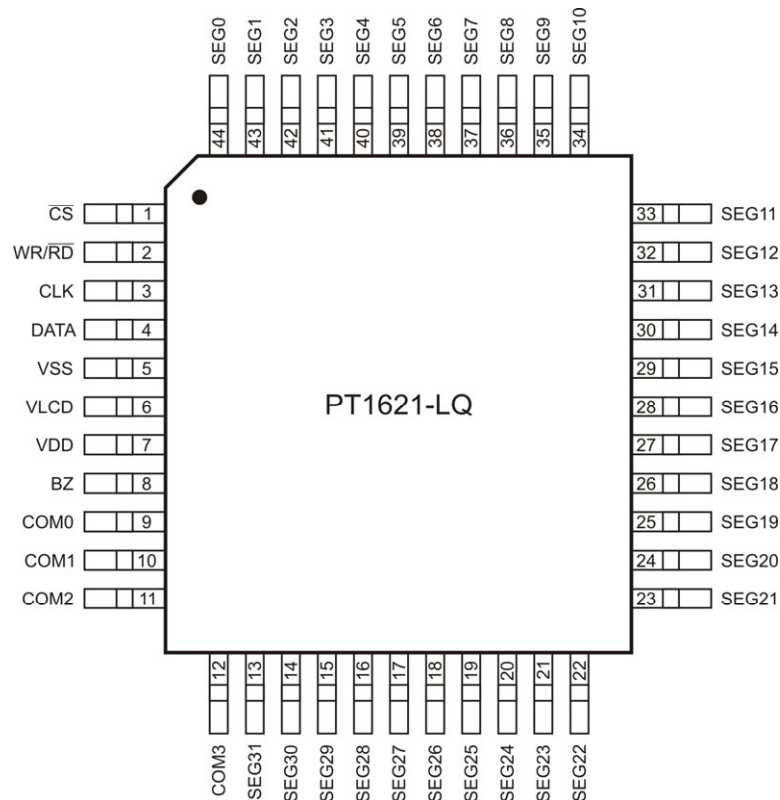 SEG0 SEG1 SEG2 SEG3 SEG4 SEG5 SEG6 SEG7 SEG8 SEG9 SEG10
44 43 42 41 40 39 38 37 36 35 34
C̅S̅ 1 33 SEG11
WR/R̅D̅ 2 32 SEG12
CLK 3 31 SEG13
DATA 4 30 SEG14
VSS 5 29 SEG15
VLCD 6 PT1621-LQ 28 SEG16
VDD 7 27 SEG17
BZ 8 26 SEG18
COM0 9 25 SEG19
COM1 10 24 SEG20
COM2 11 23 SEG21
12 13 14 15 16 17 18 19 20 21 22
COM3 SEG31 SEG30 SEG29 SEG28 SEG27 SEG26 SEG25 SEG24 SEG23 SEG22